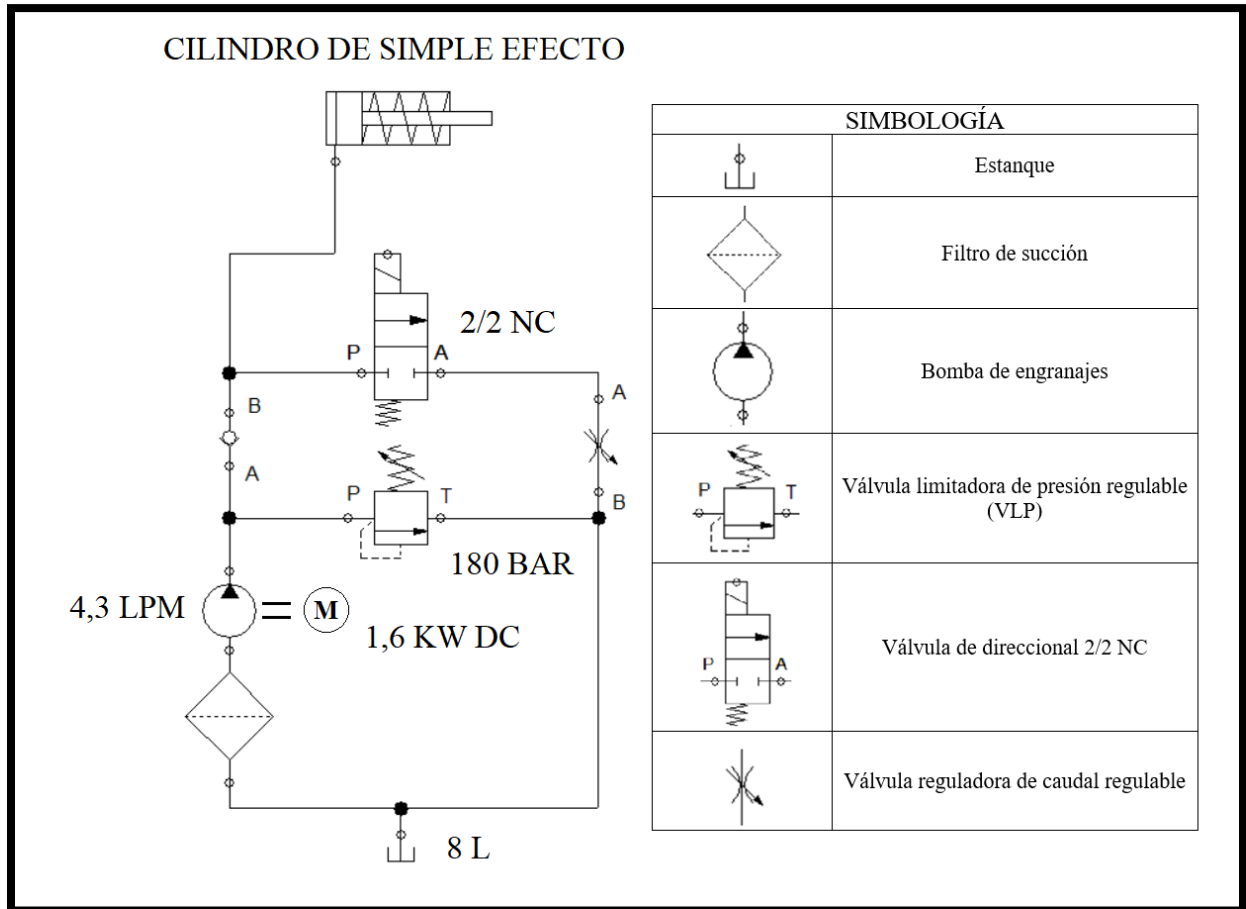 CILINDRO DE SIMPLE EFECTO
2/2 NC
P
A
A
B
A
B
P
T
180 BAR
4,3 LPM
M
1,6 KW DC
8 L
SIMBOLOGÍA
Estanque
Filtro de succión
Bomba de engranajes
P
T
Válvula limitadora de presión regulable
(VLP)
P
A
Válvula de direccional 2/2 NC
Válvula reguladora de caudal regulable